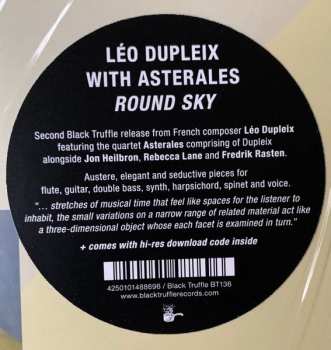 LÉO DUPLEIX
WITH ASTERALES
ROUND SKY
Second Black Truffle release from French composer Léo Dupleix
featuring the quartet Asterales comprising of Dupleix
alongside Jon Heilbron, Rebecca Lane and Fredrik Rasten.
Austere, elegant and seductive pieces for
flute, guitar, double bass, synth, harpsichord, spinet and voice.
"... stretches of musical time that feel like spaces for the listener to
inhabit, the small variations on a narrow range of related material act like
a three-dimensional object whose each facet is examined in turn."
+ comes with hi-res download code inside
4250101488696 / Black Truffle BT136
www.blacktrufflerecords.com